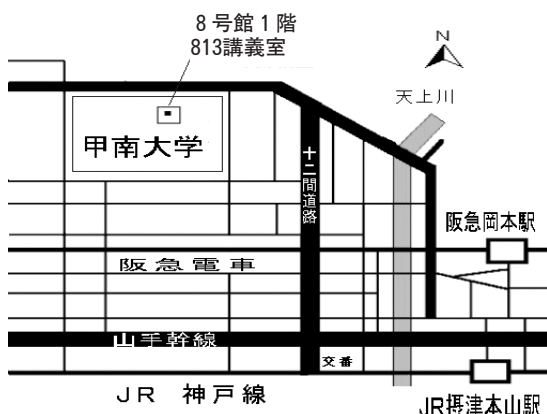 8号館1階
813講義室
N
天上川
甲南大学
十二間道路
阪急岡本駅
阪急電車
山手幹線
交番
JR 神戸線
JR摂津本山駅